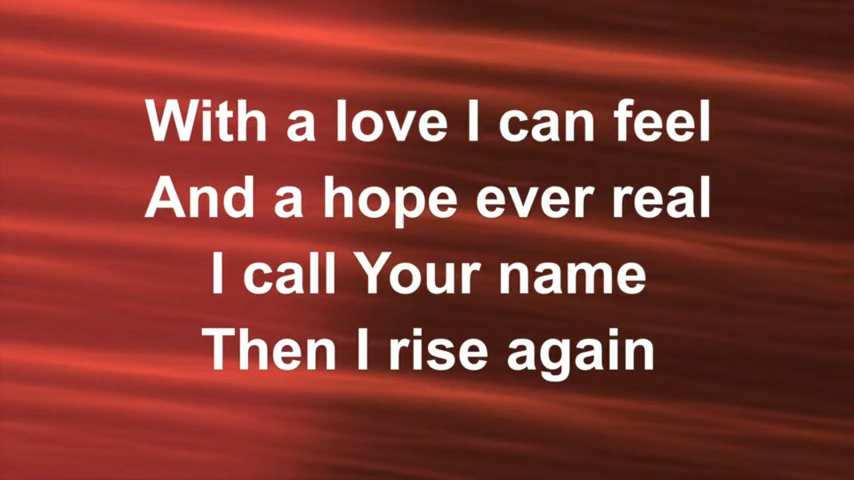 With a love I can feel
And a hope ever real
I call Your name
Then I rise again